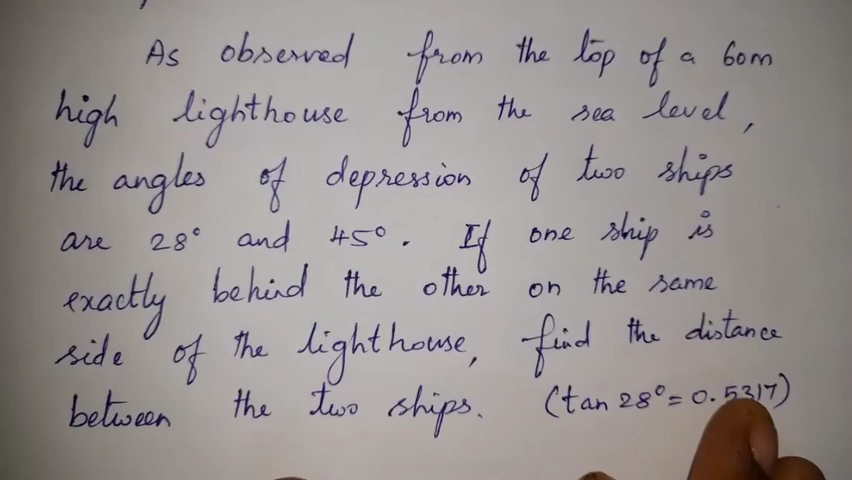 As observed from the top of a 60m
high lighthouse from the sea level,
the angles of depression of two ships
are 28° and 45°. If one ship is
exactly behind the other on the same
side of the lighthouse, find the distance
between the two ships. (tan 28° = 0.5317)